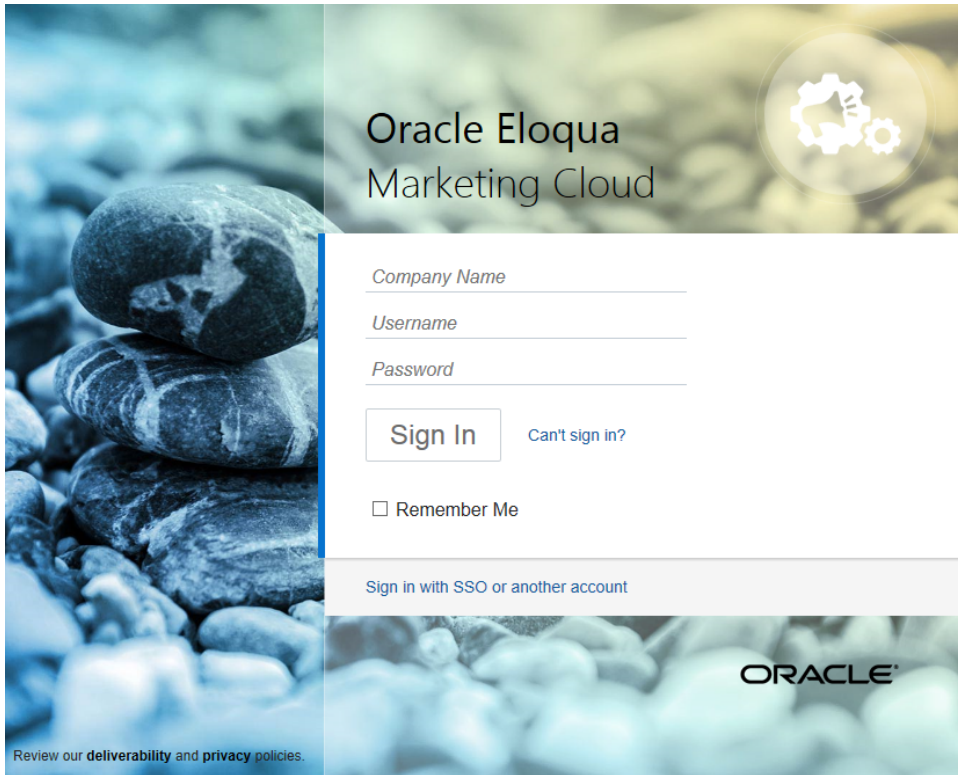 Oracle Eloqua
Marketing Cloud
Company Name
Username
Password
Sign In
Can't sign in?
Remember Me
Sign in with SSO or another account
ORACLE®
Review our deliverability and privacy policies.